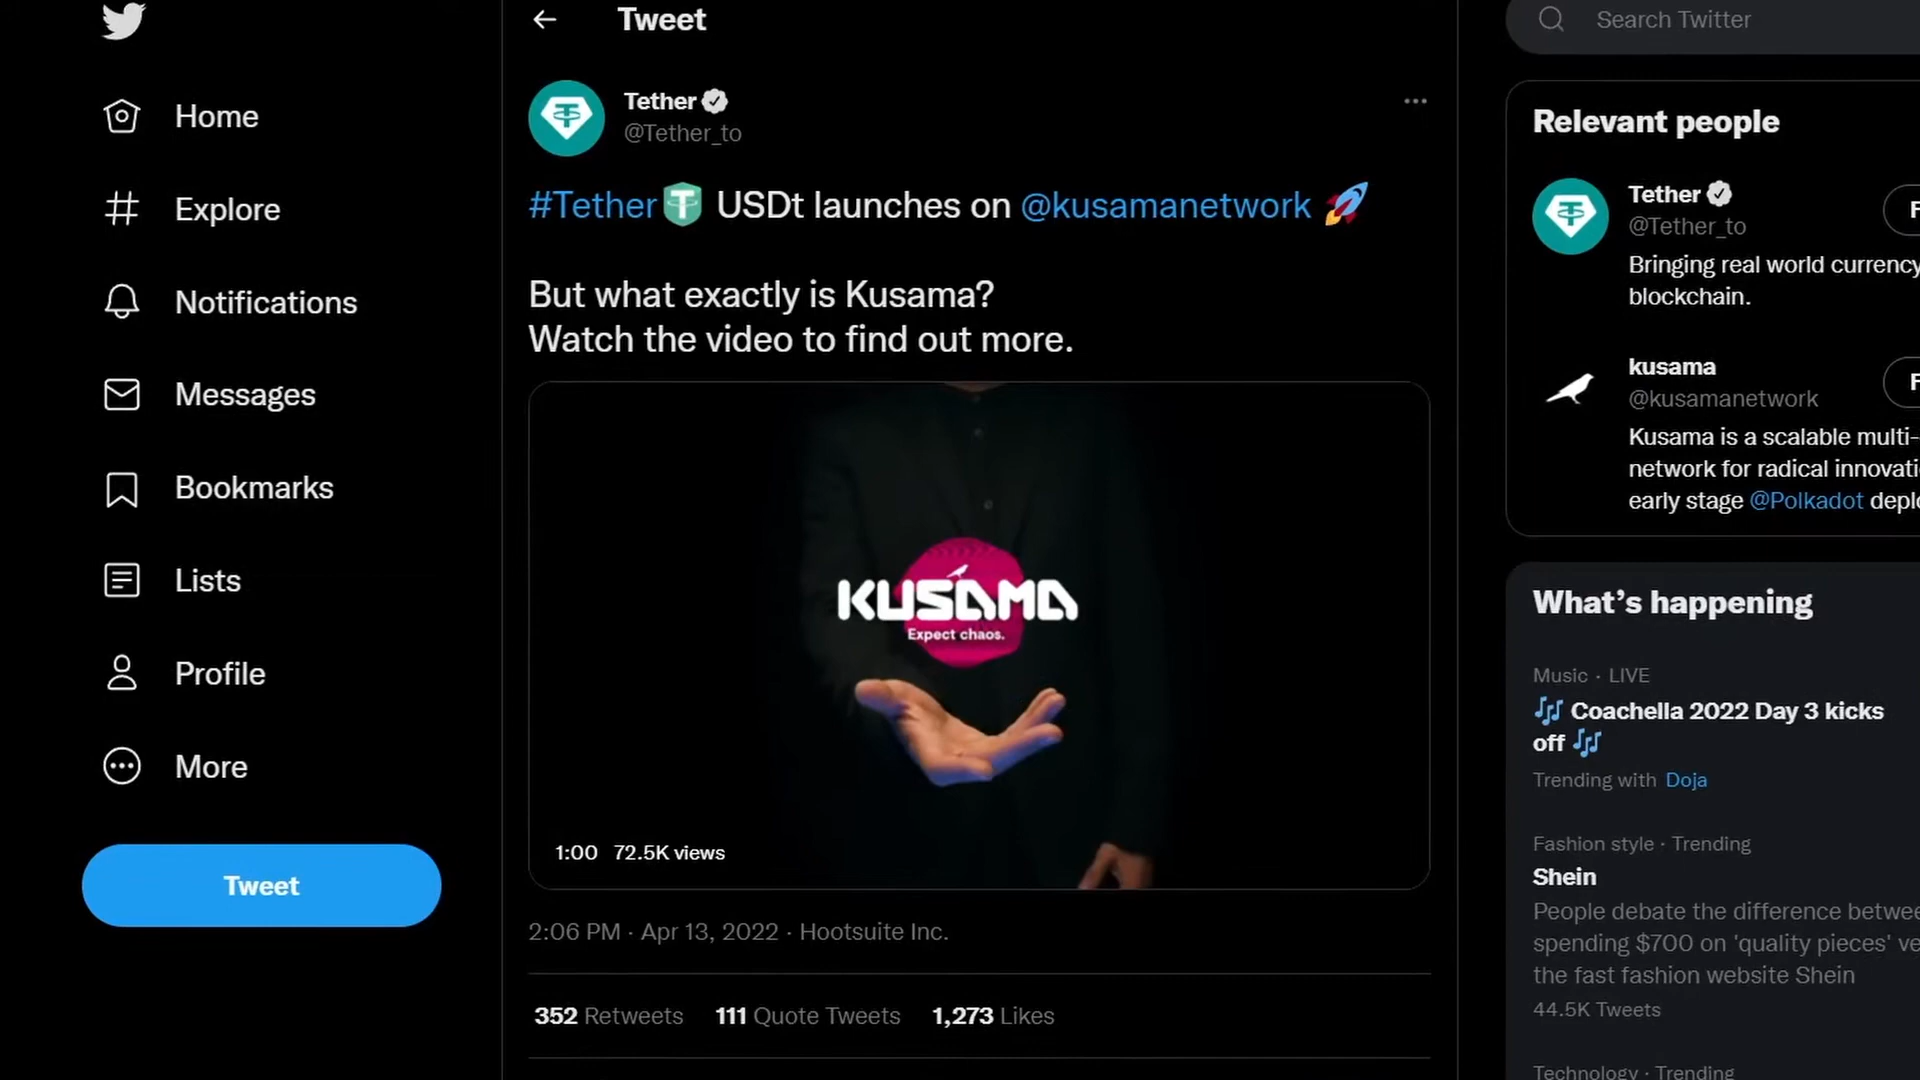 Home
Explore
Notifications
Messages
Bookmarks
Lists
Profile
More
Tweet
Tweet
Tether
@Tether_to
#Tether USDt launches on @kusamanetwork 🚀
But what exactly is Kusama?
Watch the video to find out more.
KUSAMA
Expect chaos.
1:00 72.5K views
2:06 PM · Apr 13, 2022 · Hootsuite Inc.
352 Retweets 111 Quote Tweets 1,273 Likes
Search Twitter
Relevant people
Tether
@Tether_to
F
Bringing real world currency
blockchain.
kusama
@kusamanetwork
F
Kusama is a scalable multi-
network for radical innovati
early stage @Polkadot deplo
What's happening
Music · LIVE
🎶 Coachella 2022 Day 3 kicks
off 🎶
Trending with Doja
Fashion style · Trending
Shein
People debate the difference betwee
spending $700 on 'quality pieces' ve
the fast fashion website Shein
44.5K Tweets
Technology · Trending